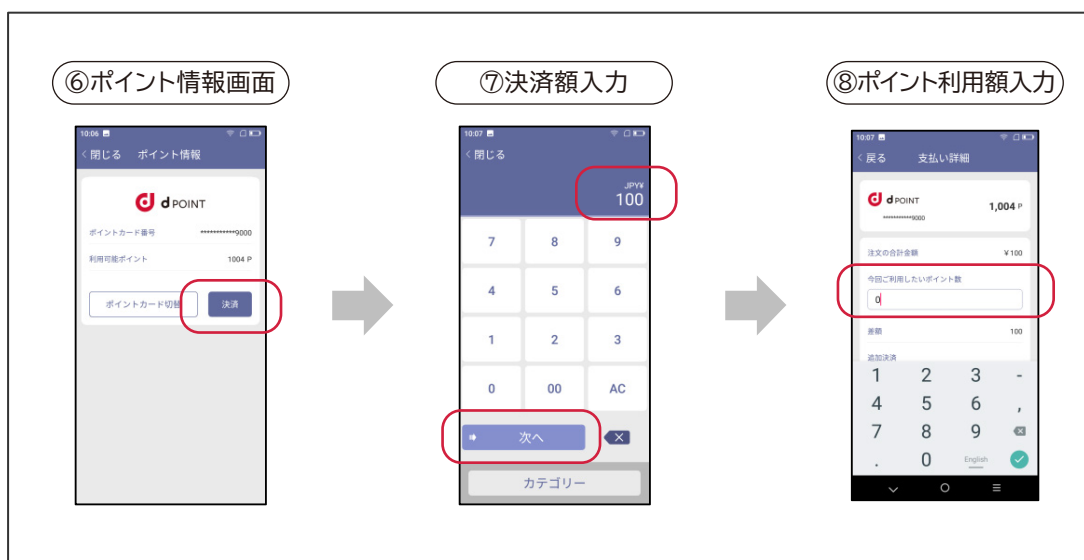 ⑥ポイント情報画面
10:06
< 閉じる ポイント情報
d POINT
ポイントカード番号 ***********9000
利用可能ポイント 1004 P
ポイントカード切替 決済
⑦決済額入力
10:07
< 閉じる
JPY¥
100
7 8 9
4 5 6
1 2 3
0 00 AC
次へ
カテゴリー
⑧ポイント利用額入力
10:07
< 戻る 支払い詳細
d POINT 1,004 P
***********9000
注文の合計金額 ¥100
今回ご利用したいポイント数
0
差額 100
追加決済
1 2 3 -
4 5 6 ,
7 8 9
. 0 English